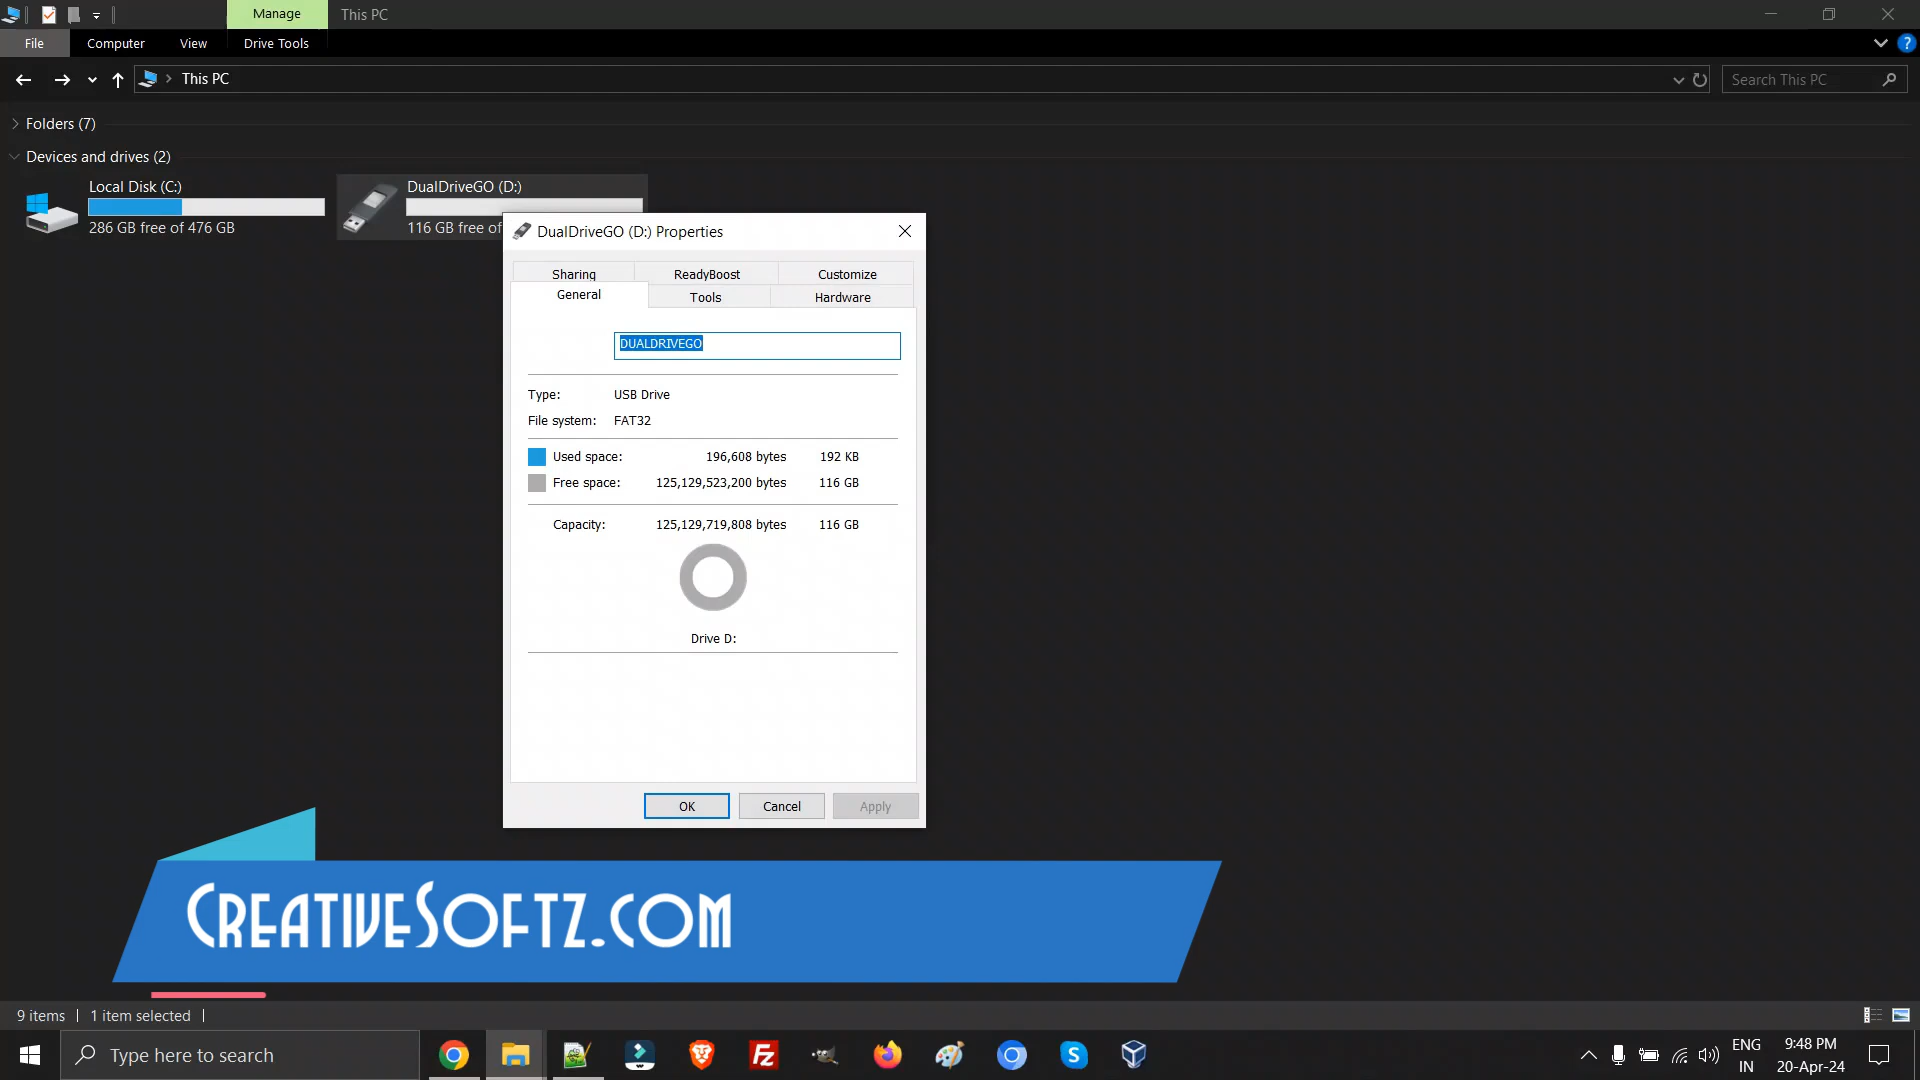 Manage
This PC
File
Computer
View
Drive Tools
This PC
Search This PC
Folders (7)
Devices and drives (2)
Local Disk (C:)
286 GB free of 476 GB
DualDriveGO (D:)
116 GB free of
DualDriveGO (D:) Properties
Sharing
ReadyBoost
Customize
General
Tools
Hardware
DUALDRIVEGO
Type: USB Drive
File system: FAT32
Used space: 196,608 bytes 192 KB
Free space: 125,129,523,200 bytes 116 GB
Capacity: 125,129,719,808 bytes 116 GB
Drive D:
OK
Cancel
Apply
CreativeSoftz.com
9 items
1 item selected
Type here to search
ENG
IN
9:48 PM
20-Apr-24